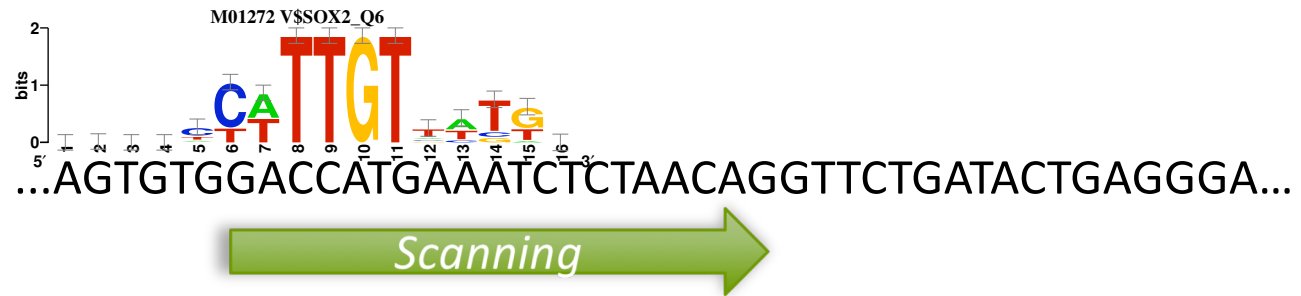 M01272 V$SOX2_Q6
bits
2
1
0
C A T T G T T A T G
T T A T C T
5′ 1 2 3 4 5 6 7 8 9 10 11 12 13 14 15 16 3′
...AGTGTGGACCATGAAATCTCTAACAGGTTCTGATACTGAGGGA...
Scanning